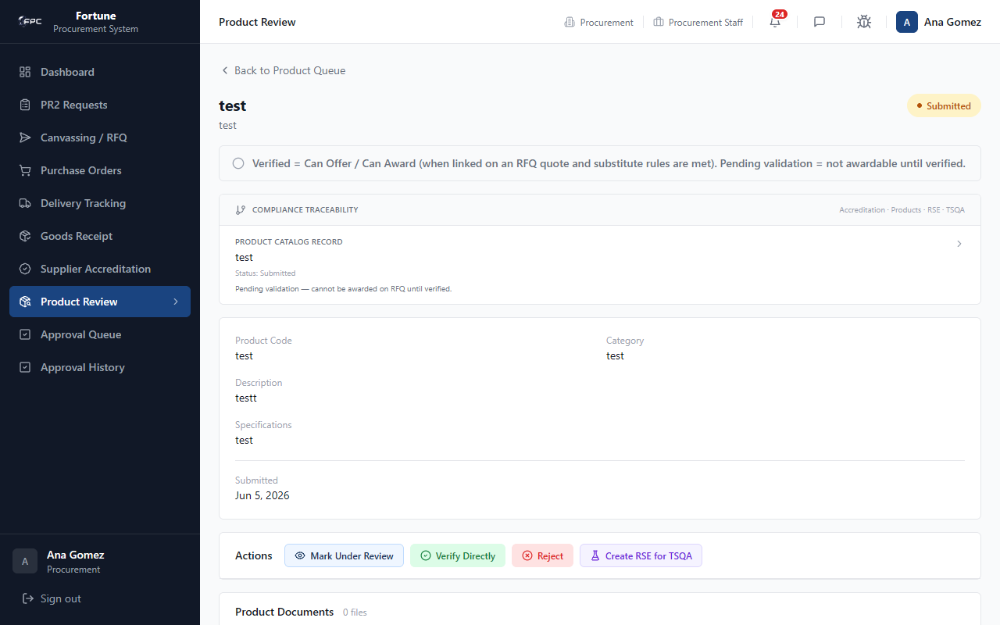 FPC
Fortune
Procurement System
Dashboard
PR2 Requests
Canvassing / RFQ
Purchase Orders
Delivery Tracking
Goods Receipt
Supplier Accreditation
Product Review
Approval Queue
Approval History
A
Ana Gomez
Procurement
Sign out
Product Review
Procurement
Procurement Staff
24
A
Ana Gomez
Back to Product Queue
test
Submitted
test
Verified = Can Offer / Can Award (when linked on an RFQ quote and substitute rules are met). Pending validation = not awardable until verified.
COMPLIANCE TRACEABILITY
Accreditation · Products · RSE · TSQA
PRODUCT CATALOG RECORD
test
Status: Submitted
Pending validation — cannot be awarded on RFQ until verified.
Product Code
test
Category
test
Description
testt
Specifications
test
Submitted
Jun 5, 2026
Actions
Mark Under Review
Verify Directly
Reject
Create RSE for TSQA
Product Documents
0 files